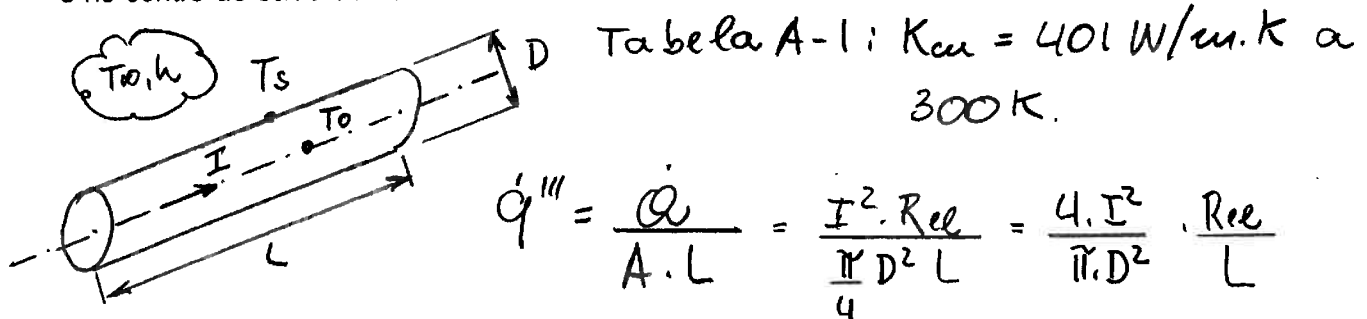 Tabela A-1: Kcu = 401 W/m.K a
300K.
T∞,h
Ts
D
To
I
L
q̇''' = Q̇ / A.L = I². Rel / π/4 D² L = 4.I² / π.D² . Rel / L